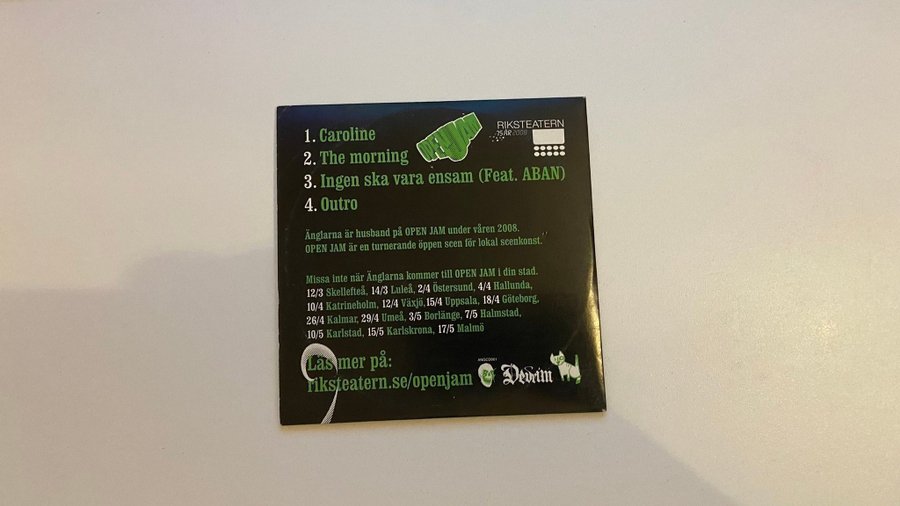 1. Caroline
2. The morning
3. Ingen ska vara ensam (Feat. ABAN)
4. Outro
OPEN JAM
RIKSTEATERN
75 ÅR 2008
Änglarna är husband på OPEN JAM under våren 2008.
OPEN JAM är en turnerande öppen scen för lokal scenkonst.
Missa inte när Änglarna kommer till OPEN JAM i din stad.
12/3 Skellefteå, 14/3 Luleå, 2/4 Östersund, 4/4 Hallunda,
10/4 Katrineholm, 12/4 Växjö, 15/4 Uppsala, 18/4 Göteborg,
26/4 Kalmar, 29/4 Umeå, 3/5 Borlänge, 7/5 Halmstad,
10/5 Karlstad, 15/5 Karlskrona, 17/5 Malmö
Läs mer på:
riksteatern.se/openjam
Devrim